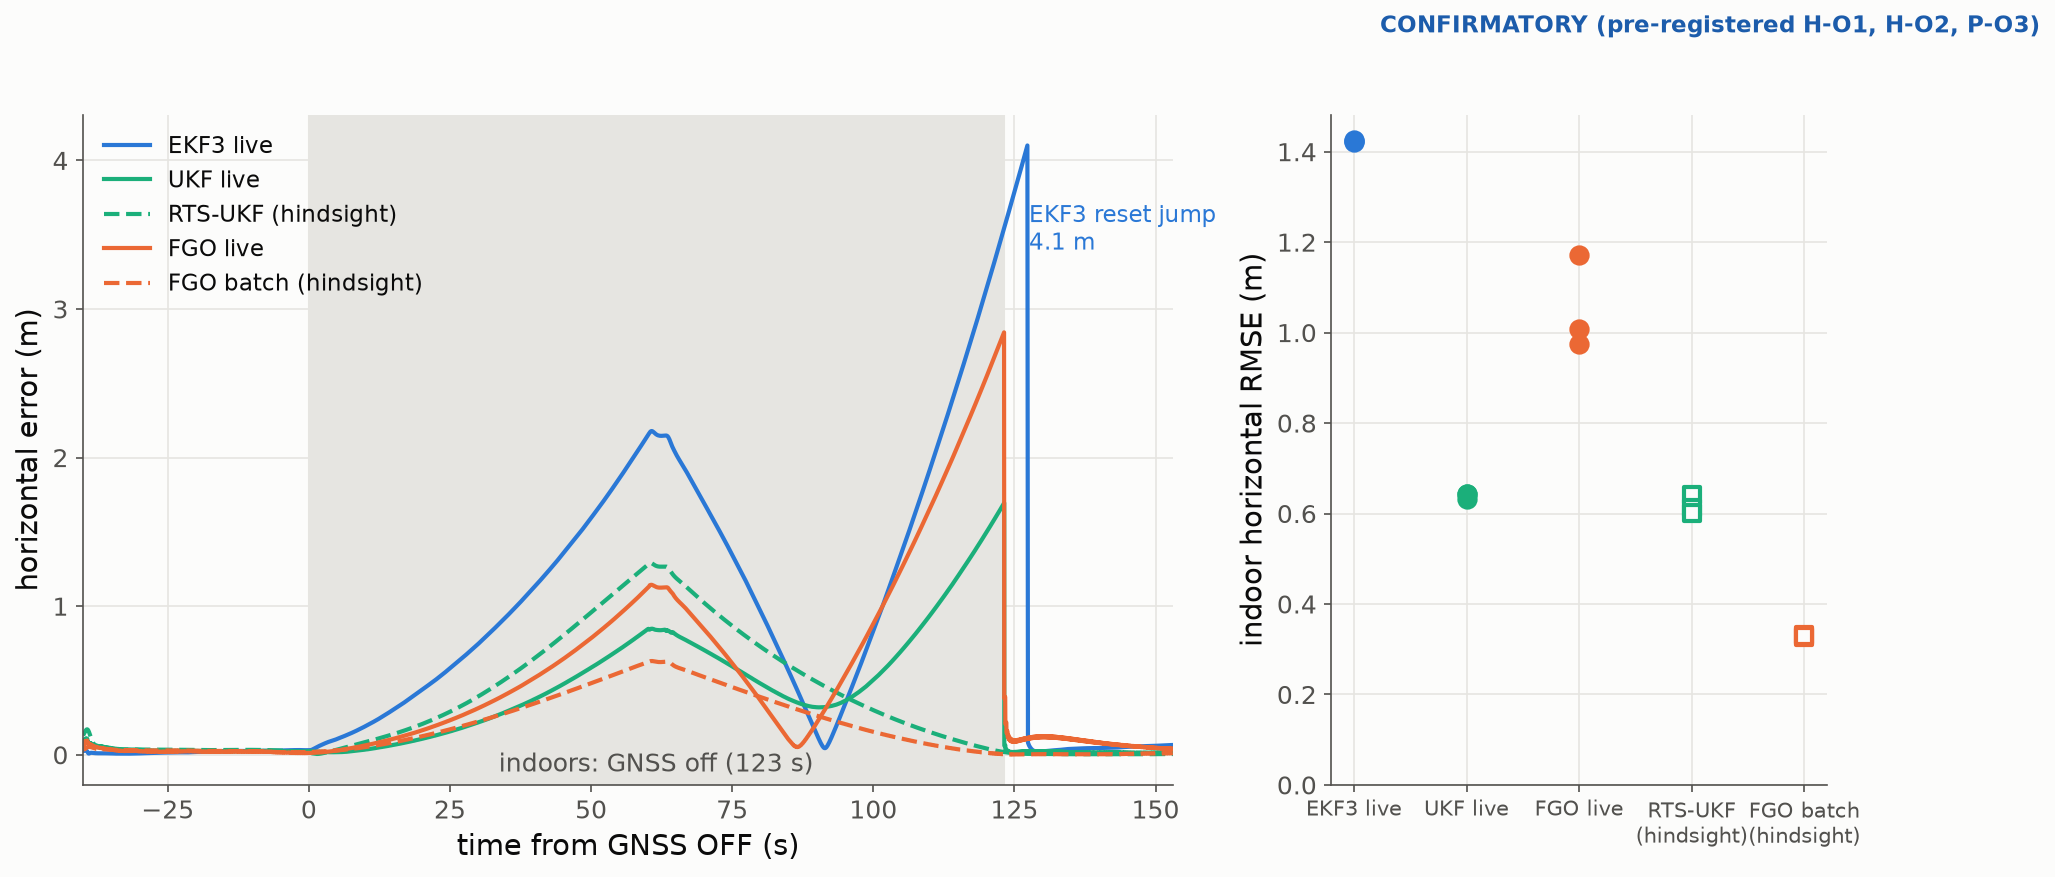 CONFIRMATORY (pre-registered H-O1, H-O2, P-O3)
horizontal error (m)
4
3
2
1
0
EKF3 live
UKF live
RTS-UKF (hindsight)
FGO live
FGO batch (hindsight)
EKF3 reset jump
4.1 m
indoors: GNSS off (123 s)
−25
0
25
50
75
100
125
150
time from GNSS OFF (s)
indoor horizontal RMSE (m)
1.4
1.2
1.0
0.8
0.6
0.4
0.2
0.0
EKF3 live
UKF live
FGO live
RTS-UKF
(hindsight)
FGO batch
(hindsight)